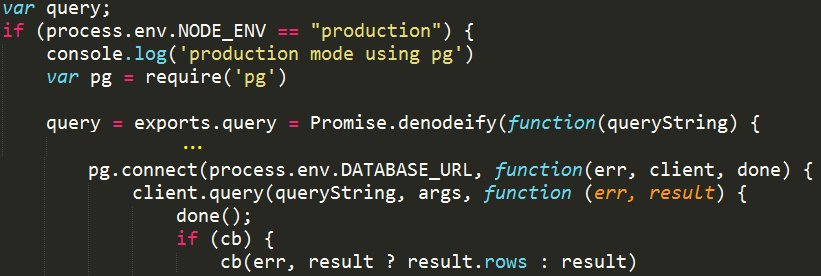 var query;
if (process.env.NODE_ENV == "production") {
console.log('production mode using pg')
var pg = require('pg')
query = exports.query = Promise.denodeify(function(queryString) {
...
pg.connect(process.env.DATABASE_URL, function(err, client, done) {
client.query(queryString, args, function (err, result) {
done();
if (cb) {
cb(err, result ? result.rows : result)